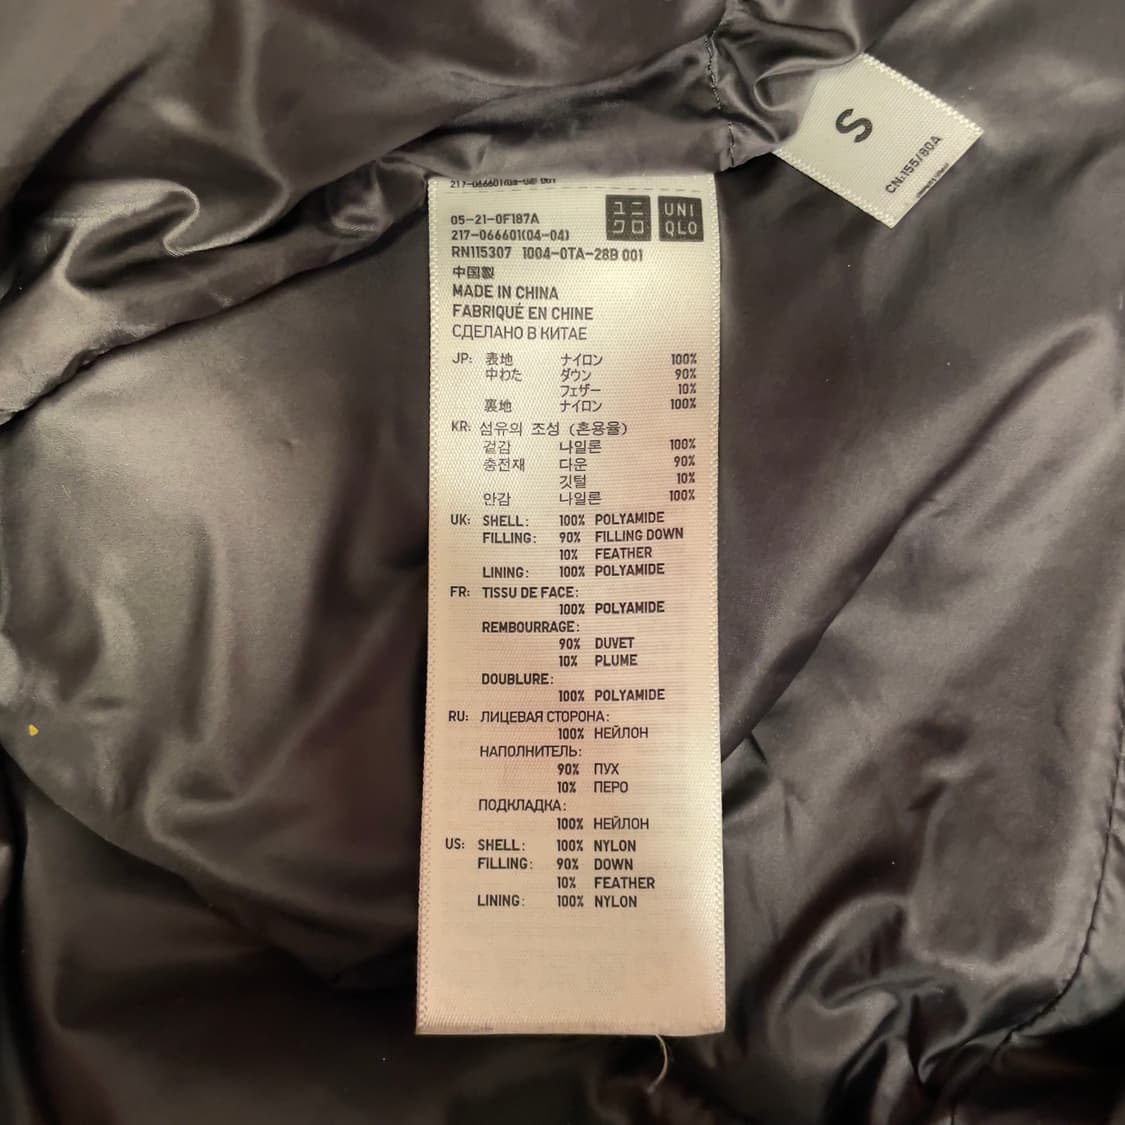 S
CN:155/80A
05-21-0F187A
217-066601(04-04)
RN115307 1004-0TA-28B 001
ユニクロ
UNIQLO
中国製
MADE IN CHINA
FABRIQUÉ EN CHINE
СДЕЛАНО В КИТАЕ
JP: 表地 ナイロン 100%
中わた ダウン 90%
フェザー 10%
裏地 ナイロン 100%
KR: 섬유의 조성 (혼용율)
겉감 나일론 100%
충전재 다운 90%
깃털 10%
안감 나일론 100%
UK: SHELL: 100% POLYAMIDE
FILLING: 90% FILLING DOWN
10% FEATHER
LINING: 100% POLYAMIDE
FR: TISSU DE FACE:
100% POLYAMIDE
REMBOURRAGE:
90% DUVET
10% PLUME
DOUBLURE:
100% POLYAMIDE
RU: ЛИЦЕВАЯ СТОРОНА:
100% НЕЙЛОН
НАПОЛНИТЕЛЬ:
90% ПУХ
10% ПЕРО
ПОДКЛАДКА:
100% НЕЙЛОН
US: SHELL: 100% NYLON
FILLING: 90% DOWN
10% FEATHER
LINING: 100% NYLON